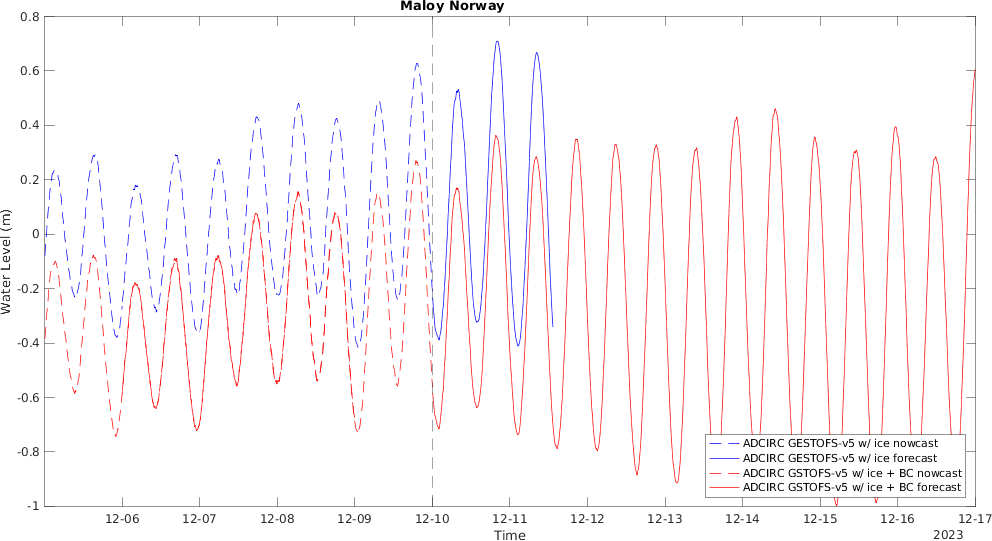 Maloy Norway
0.8
0.6
0.4
0.2
0
-0.2
-0.4
-0.6
-0.8
-1
Water Level (m)
12-06 12-07 12-08 12-09 12-10 12-11 12-12 12-13 12-14 12-15 12-16 12-17
Time
2023
ADCIRC GESTOFS-v5 w/ ice nowcast
ADCIRC GESTOFS-v5 w/ ice forecast
ADCIRC GSTOFS-v5 w/ ice + BC nowcast
ADCIRC GSTOFS-v5 w/ ice + BC forecast